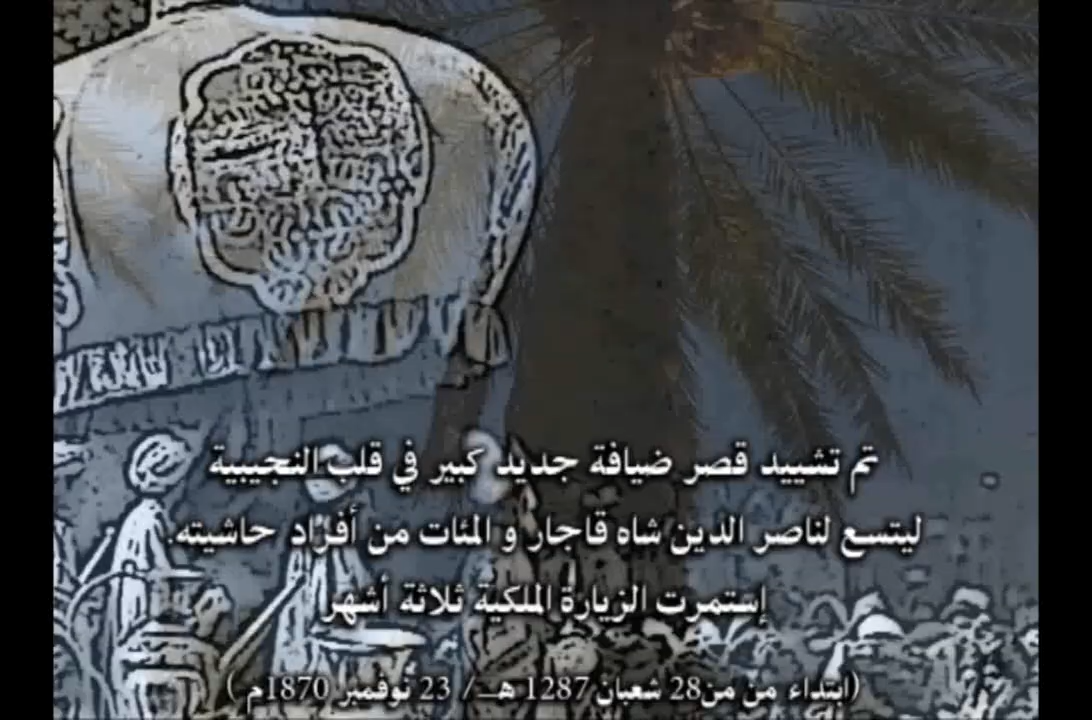 تم تشييد قصر ضيافة جديد كبير في قلب النجيبية
ليتسع لناصر الدين شاه قاجار و المئات من أفراد حاشيته.
إستمرت الزيارة الملكية ثلاثة أشهر
(ابتداء من من28 شعبان 1287 هـ / 23 نوفمبر 1870م )